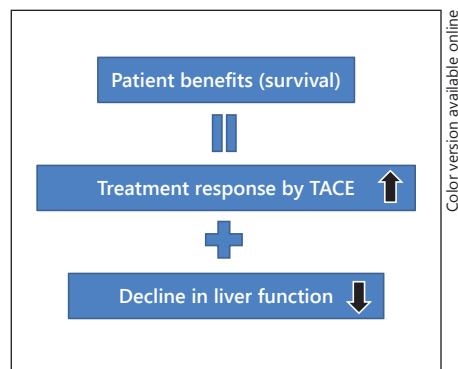 Patient benefits (survival)
Treatment response by TACE
Decline in liver function
Color version available online